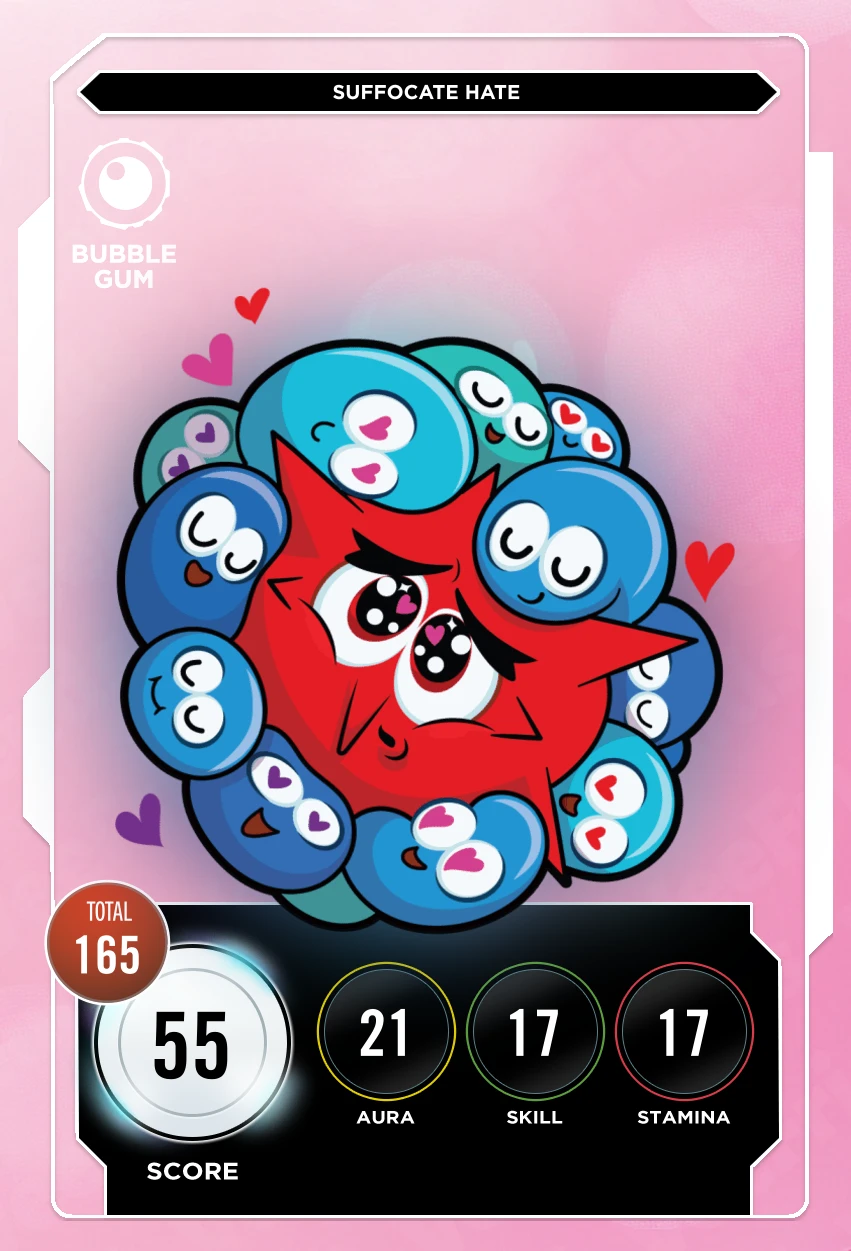 SUFFOCATE HATE
BUBBLE
GUM
TOTAL
165
55
21
17
17
AURA
SKILL
STAMINA
SCORE